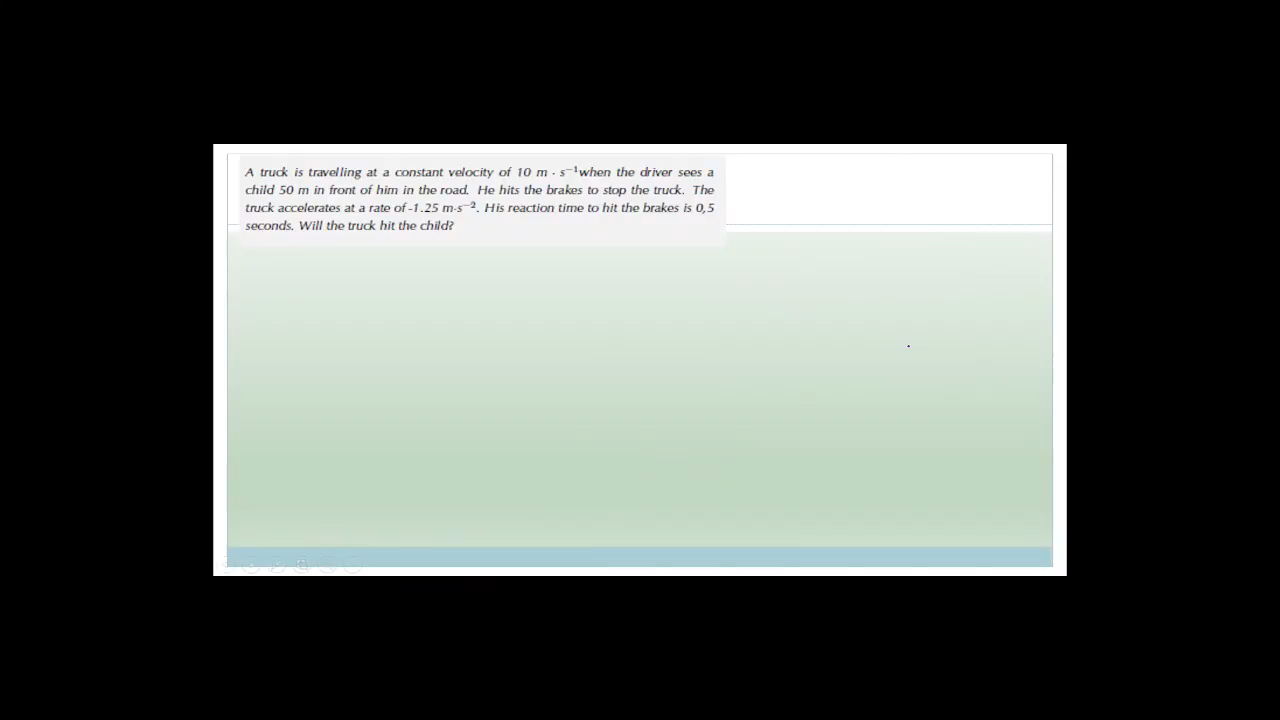 A truck is travelling at a constant velocity of 10 m · s⁻¹when the driver sees a
child 50 m in front of him in the road. He hits the brakes to stop the truck. The
truck accelerates at a rate of -1.25 m·s⁻². His reaction time to hit the brakes is 0,5
seconds. Will the truck hit the child?